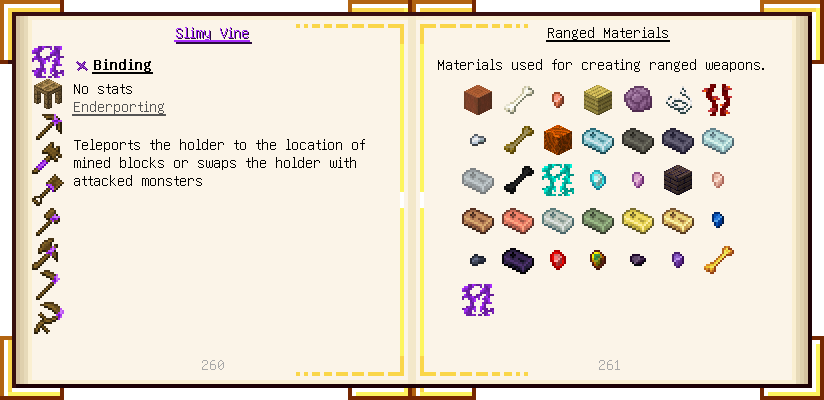 Slimy Vine
Binding
No stats
Enderporting
Teleports the holder to the location of
mined blocks or swaps the holder with
attacked monsters
260
Ranged Materials
Materials used for creating ranged weapons.
261